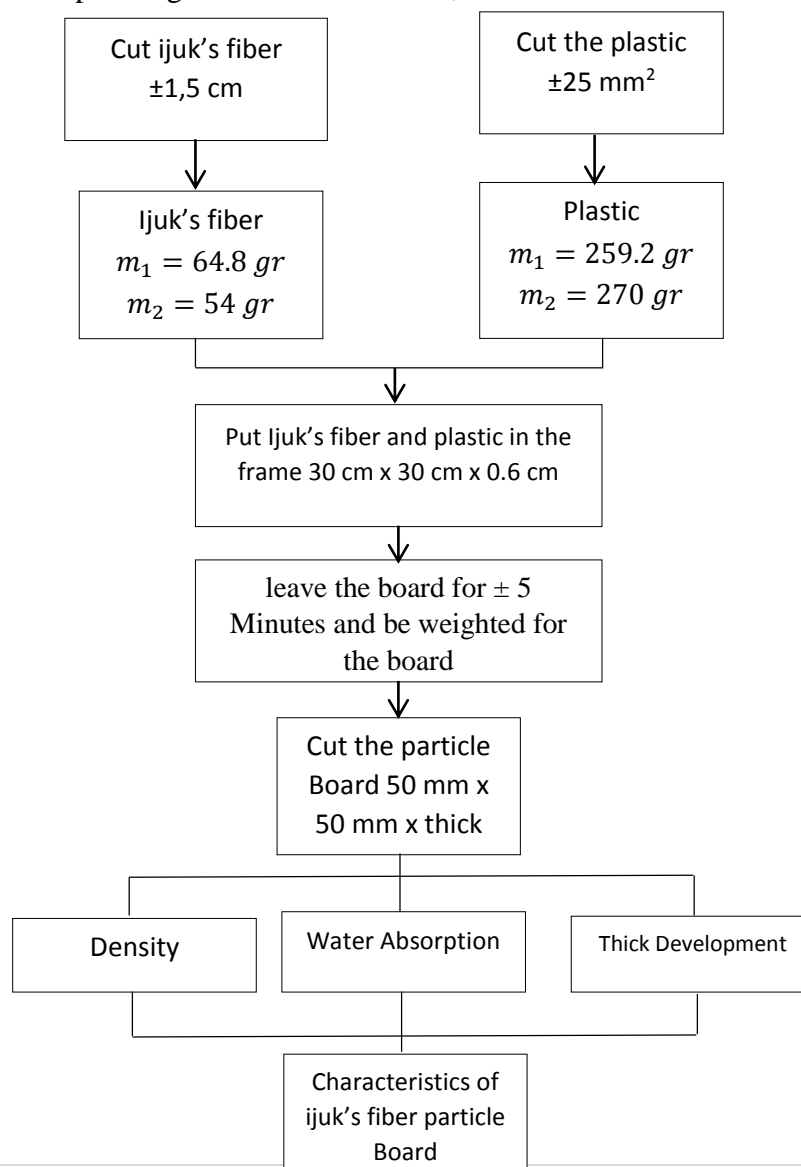 Cut ijuk's fiber
±1,5 cm
Cut the plastic
±25 mm²
Ijuk's fiber
m₁ = 64.8 gr
m₂ = 54 gr
Plastic
m₁ = 259.2 gr
m₂ = 270 gr
Put Ijuk's fiber and plastic in the
frame 30 cm x 30 cm x 0.6 cm
leave the board for ± 5
Minutes and be weighted for
the board
Cut the particle
Board 50 mm x
50 mm x thick
Density
Water Absorption
Thick Development
Characteristics of
ijuk's fiber particle
Board